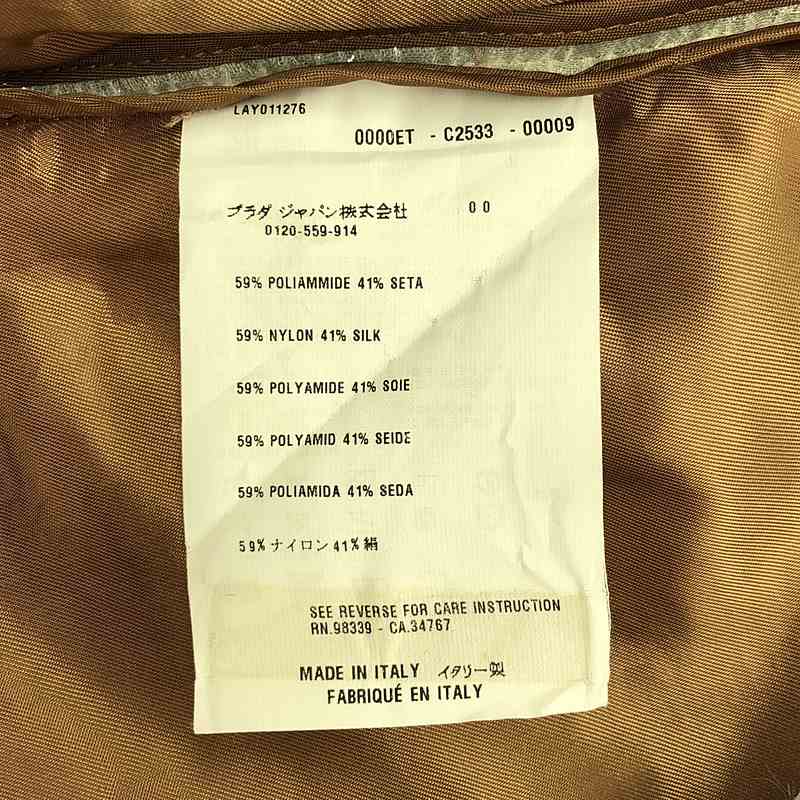 LAY011276
0000ET - C2533 - 00009
プラダ ジャパン株式会社 00
0120-559-914
59% POLIAMMIDE 41% SETA
59% NYLON 41% SILK
59% POLYAMIDE 41% SOIE
59% POLYAMID 41% SEIDE
59% POLIAMIDA 41% SEDA
59% ナイロン 41% 絹
SEE REVERSE FOR CARE INSTRUCTION
RN.98339 - CA.34767
MADE IN ITALY イタリー製
FABRIQUÉ EN ITALY